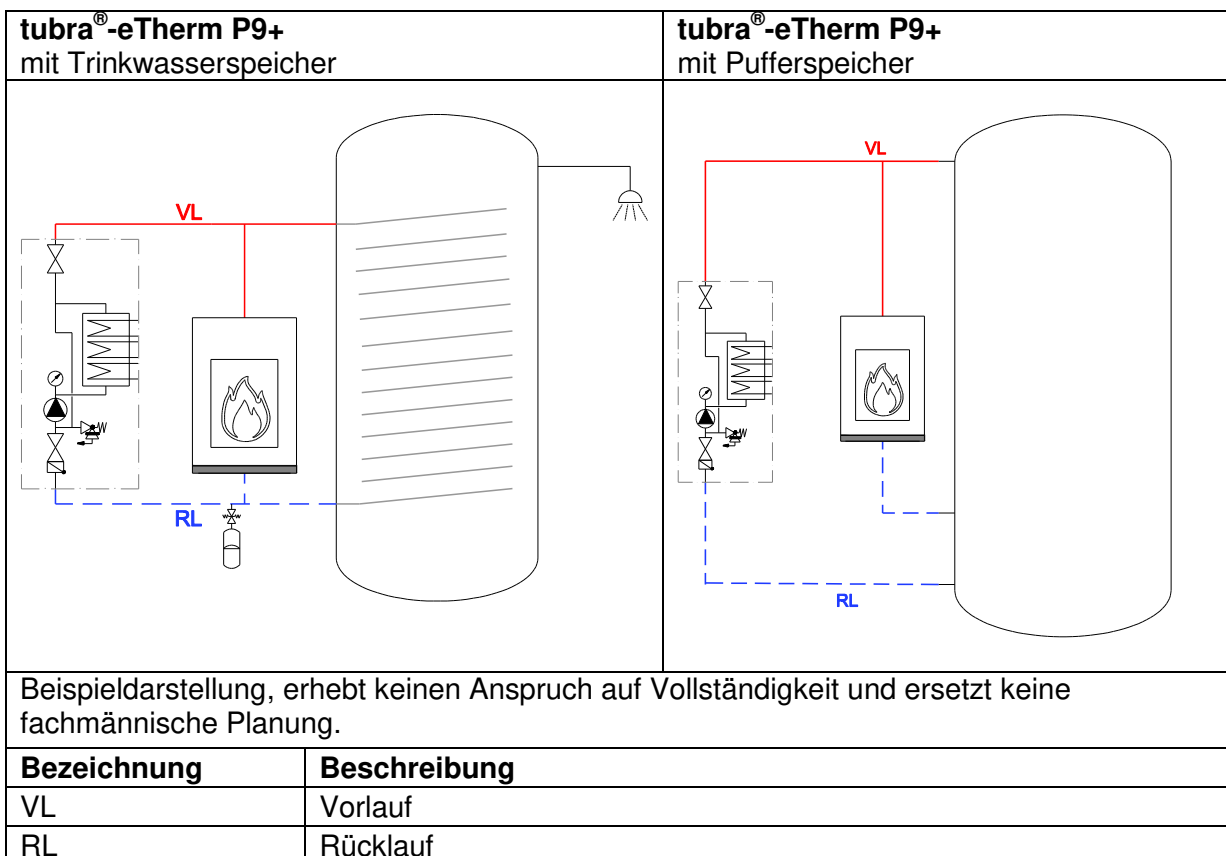 tubra®-eTherm P9+
mit Trinkwasserspeicher
tubra®-eTherm P9+
mit Pufferspeicher
VL
RL
VL
RL
Beispieldarstellung, erhebt keinen Anspruch auf Vollständigkeit und ersetzt keine
fachmännische Planung.
Bezeichnung
Beschreibung
VL
Vorlauf
RL
Rücklauf